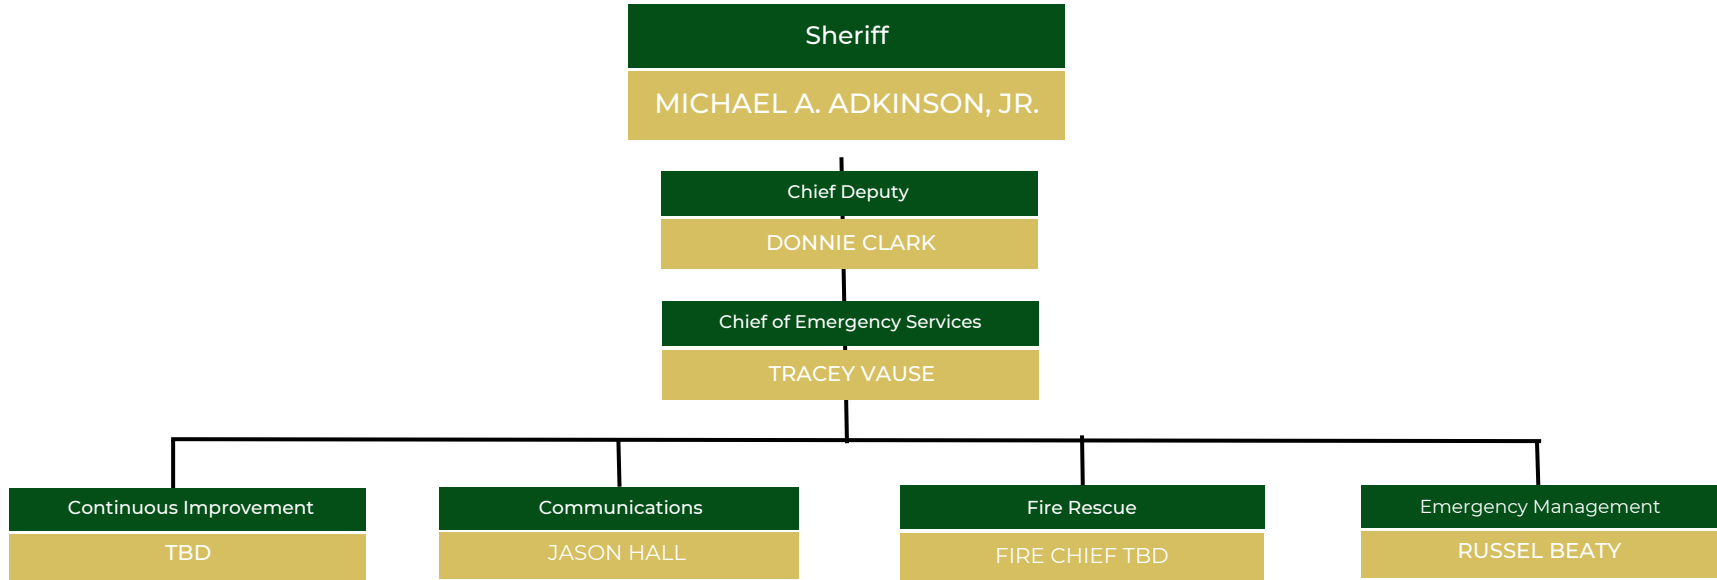 Sheriff
MICHAEL A. ADKINSON, JR.
Chief Deputy
DONNIE CLARK
Chief of Emergency Services
TRACEY VAUSE
Continuous Improvement
TBD
Communications
JASON HALL
Fire Rescue
FIRE CHIEF TBD
Emergency Management
RUSSEL BEATY